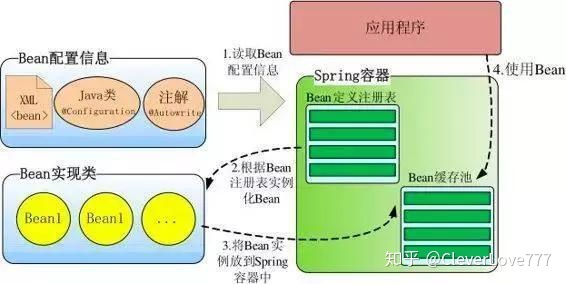 应用程序
Bean配置信息
XML
<bean>
Java类
@Configuration
注解
@Autowrite
1.读取Bean
配置信息
Spring容器
4.使用Bean
Bean定义注册表
Bean实现类
2.根据Bean
注册表实例
化Bean
Bean缓存池
Bean1
Bean1
...
3.将Bean实
例放到Spring
容器中
知乎 @CleverLove777